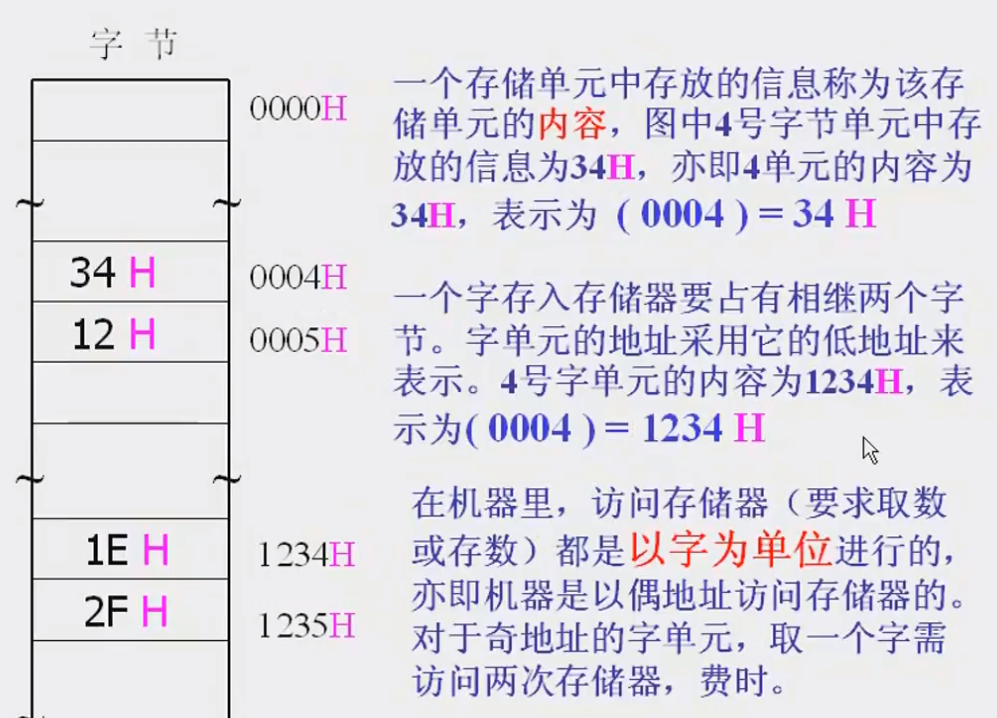 字 节
0000H
一个存储单元中存放的信息称为该存
储单元的内容，图中4号字节单元中存
放的信息为34H，亦即4单元的内容为
34H，表示为 ( 0004 ) = 34 H
34 H
0004H
12 H
0005H
一个字存入存储器要占有相继两个字
节。字单元的地址采用它的低地址来
表示。4号字单元的内容为1234H，表
示为( 0004 ) = 1234 H
1E H
1234H
2F H
1235H
在机器里，访问存储器（要求取数
或存数）都是以字为单位进行的，
亦即机器是以偶地址访问存储器的。
对于奇地址的字单元，取一个字需
访问两次存储器，费时。